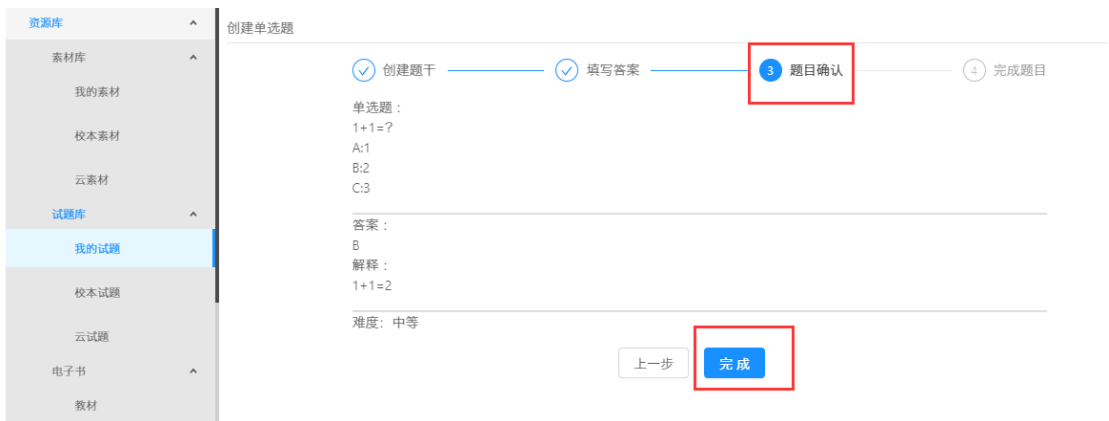 资源库
素材库
我的素材
校本素材
云素材
试题库
我的试题
校本试题
云试题
电子书
教材
创建单选题
创建题干 填写答案 3 题目确认 4 完成题目
单选题：
1+1=?
A:1
B:2
C:3
答案：
B
解释：
1+1=2
难度：中等
上一步 完成